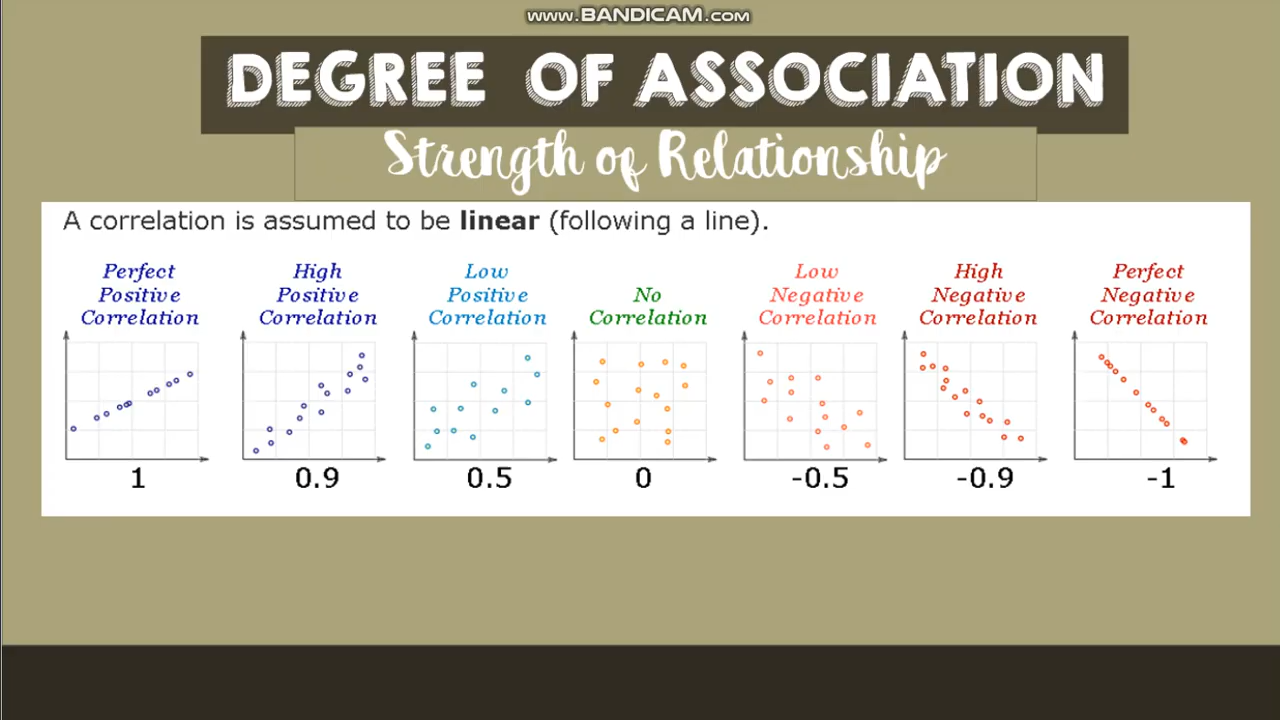 www.BANDICAM.com
DEGREE OF ASSOCIATION
Strength of Relationship
A correlation is assumed to be linear (following a line).
Perfect Positive Correlation
High Positive Correlation
Low Positive Correlation
No Correlation
Low Negative Correlation
High Negative Correlation
Perfect Negative Correlation
1 0.9 0.5 0 -0.5 -0.9 -1